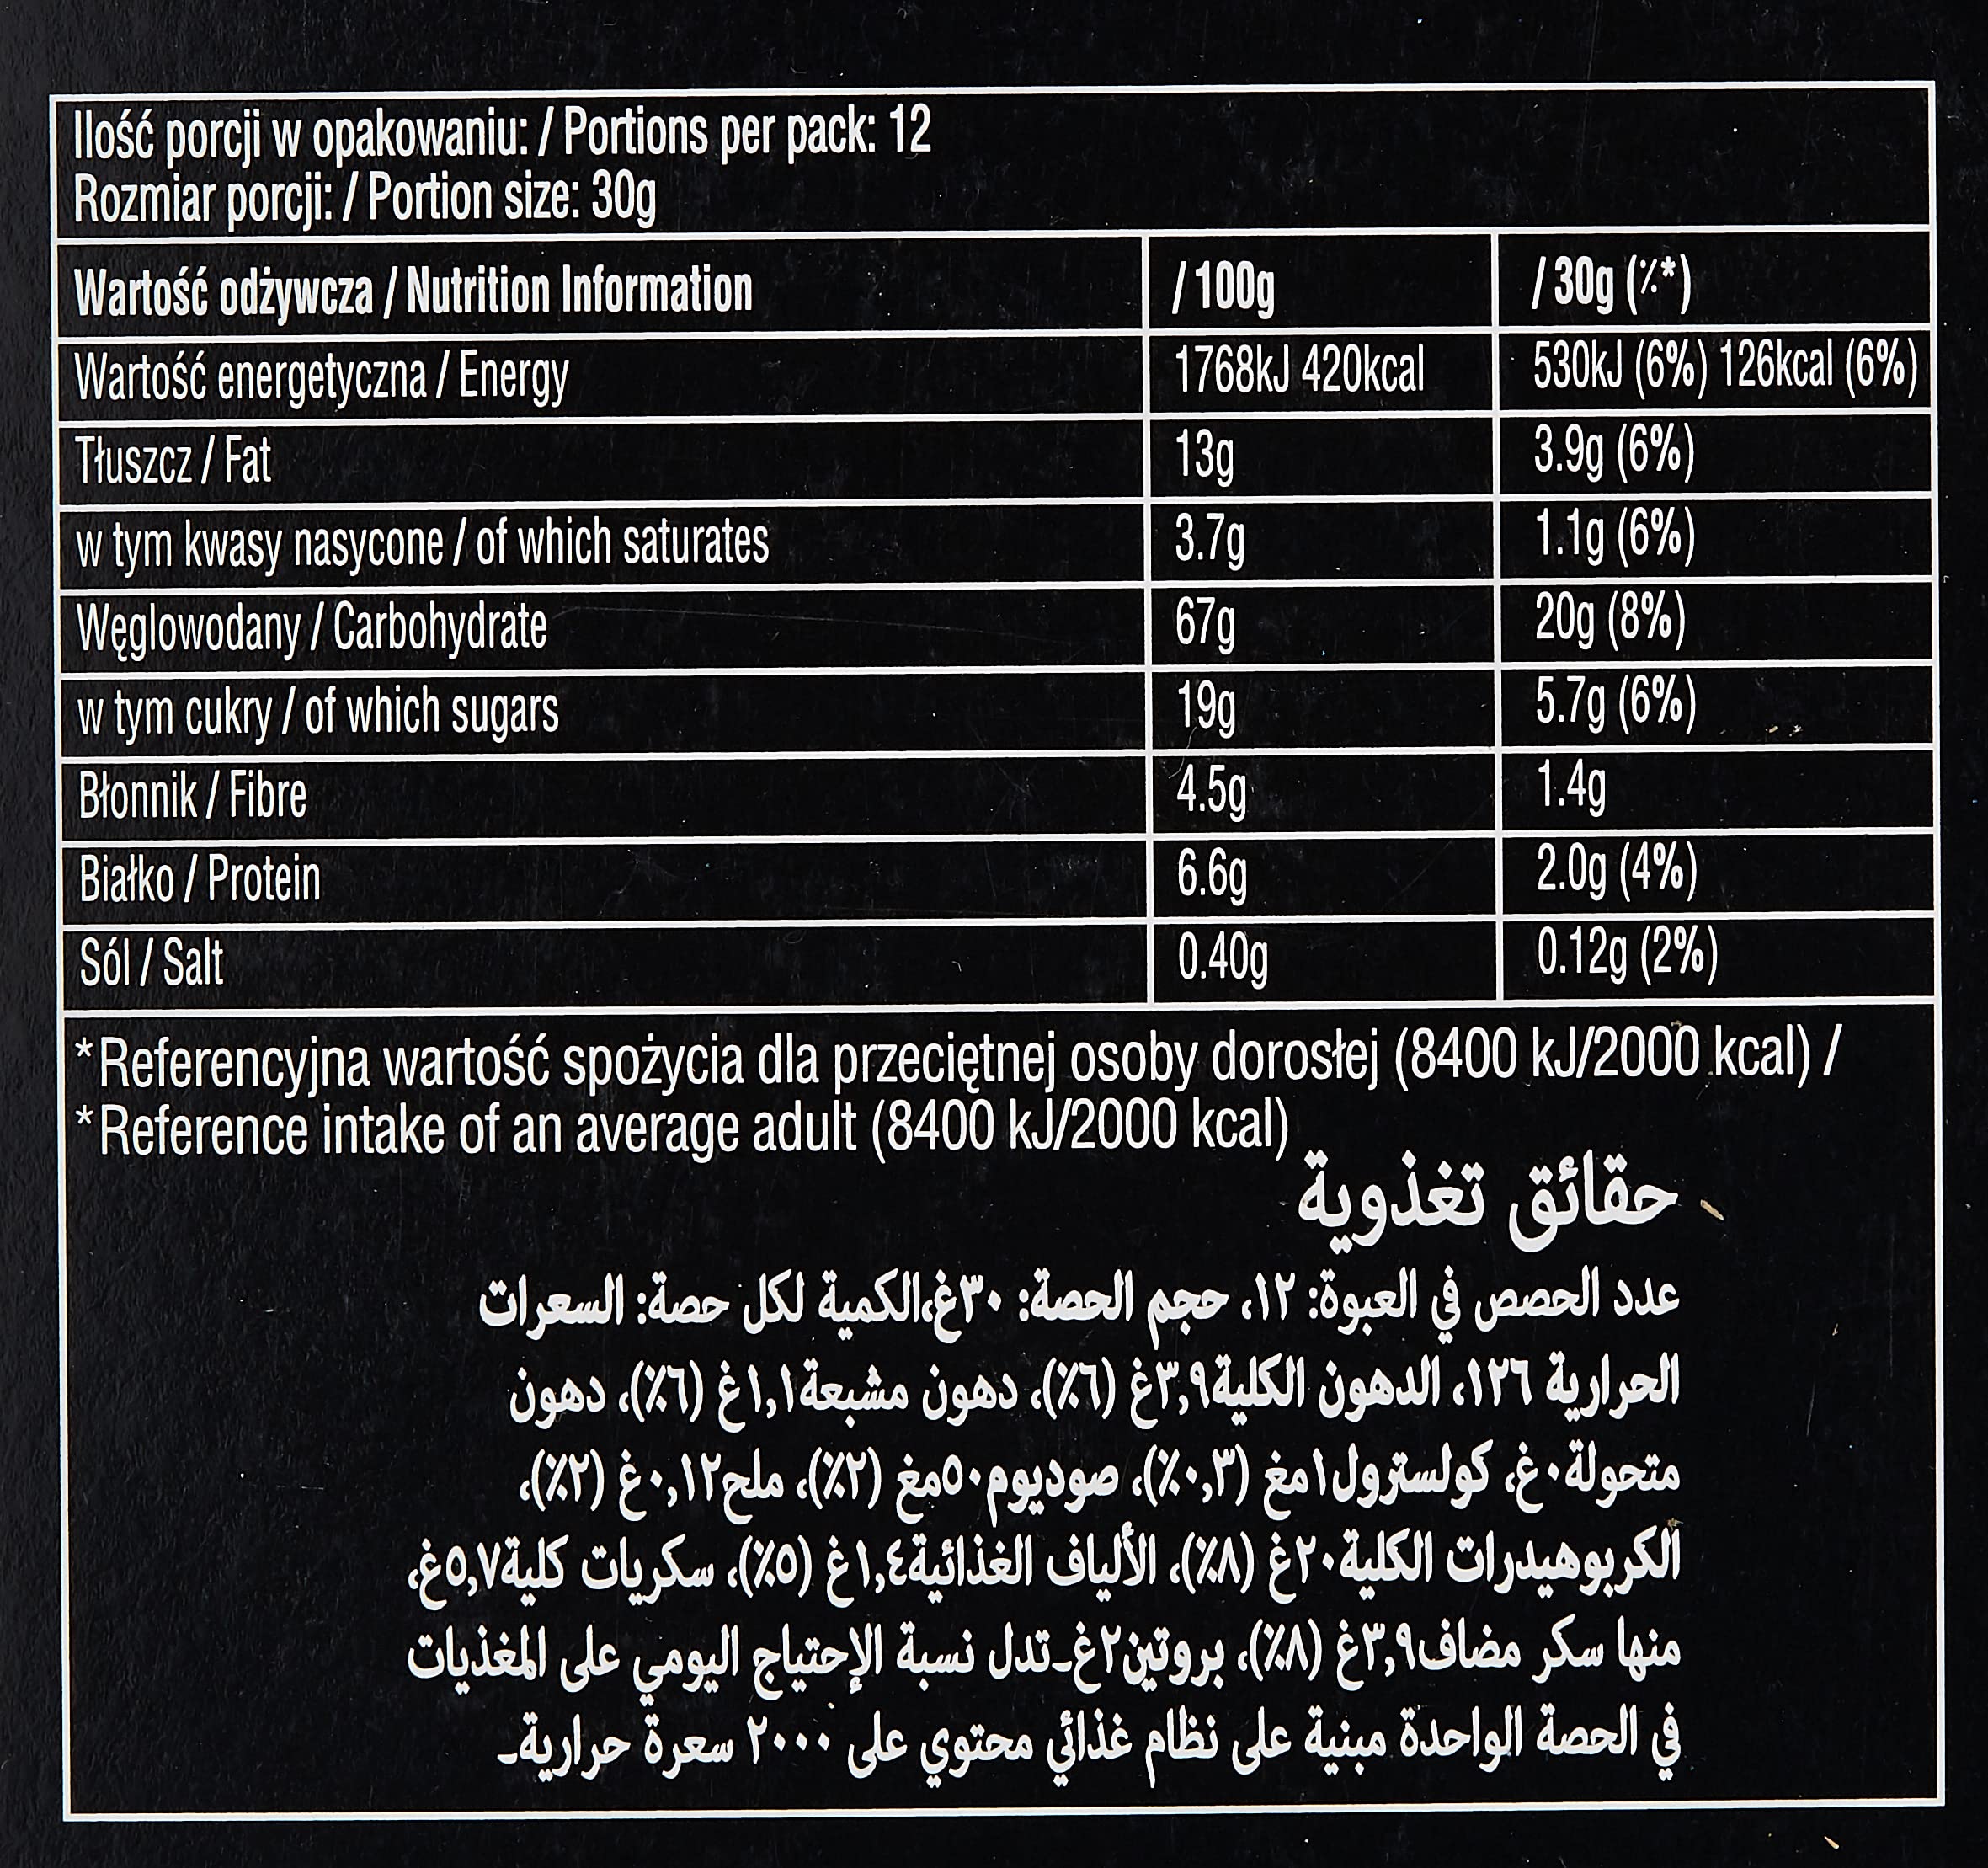 Ilość porcji w opakowaniu: / Portions per pack: 12
Rozmiar porcji: / Portion size: 30g
Wartość odżywcza / Nutrition Information / 100g / 30g (٪*)
Wartość energetyczna / Energy 1768kJ 420kcal 530kJ (6%) 126kcal (6%)
Tłuszcz / Fat 13g 3.9g (6%)
w tym kwasy nasycone / of which saturates 3.7g 1.1g (6%)
Węglowodany / Carbohydrate 67g 20g (8%)
w tym cukry / of which sugars 19g 5.7g (6%)
Błonnik / Fibre 4.5g 1.4g
Białko / Protein 6.6g 2.0g (4%)
Sól / Salt 0.40g 0.12g (2%)
*Referencyjna wartość spożycia dla przeciętnej osoby dorosłej (8400 kJ/2000 kcal) /
*Reference intake of an average adult (8400 kJ/2000 kcal)
حقائق تغذوية
عدد الحصص في العبوة: ١٢، حجم الحصة: ٣٠غ،الكمية لكل حصة: السعرات
الحرارية ١٢٦، الدهون الكلية٣,٩غ (٦٪)، دهون مشبعة١,١غ (٦٪)، دهون
متحولة٠غ، كولسترول١مغ (٠,٣٪)، صوديوم٥٠مغ (٢٪)، ملح٠,١٢غ (٢٪)،
الكربوهيدرات الكلية٢٠غ (٨٪)، الألياف الغذائية١,٤غ (٥٪)، سكريات كلية٥,٧غ،
منها سكر مضاف٣,٩غ (٨٪)، بروتين٢غ-تدل نسبة الإحتياج اليومي على المغذيات
في الحصة الواحدة مبنية على نظام غذائي محتوي على ٢٠٠٠ سعرة حرارية-